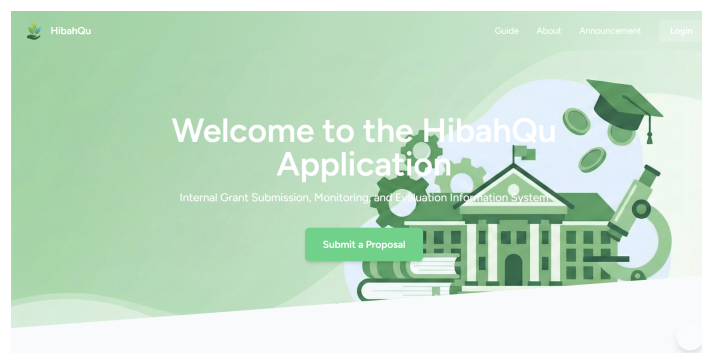 HibahQu
Guide
About
Announcement
Login
Welcome to the HibahQu
Application
Internal Grant Submission, Monitoring, and Evaluation Information System.
Submit a Proposal